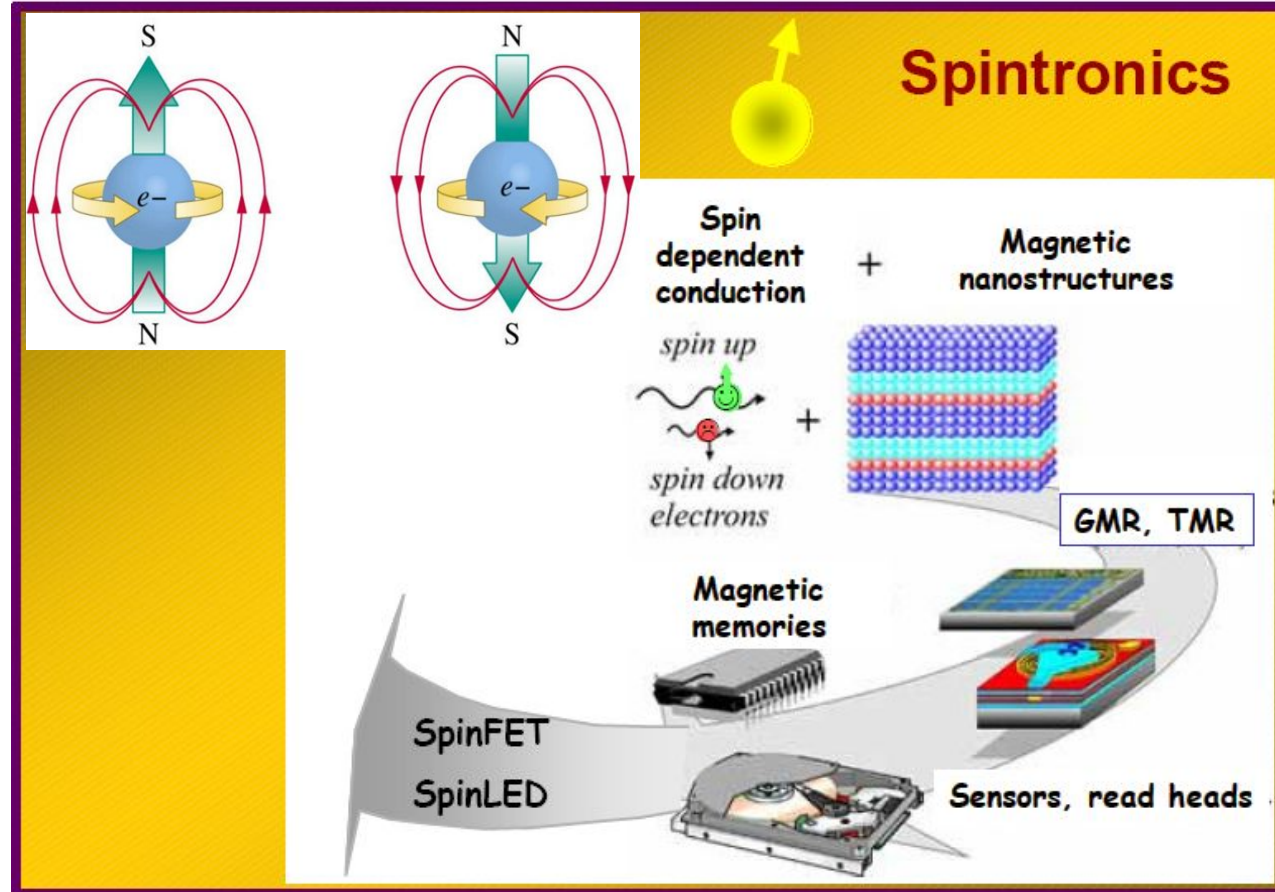 S
N
Spintronics
e−
e−
N
S
Spin
dependent
conduction
+
Magnetic
nanostructures
spin up
+
spin down
electrons
GMR, TMR
Magnetic
memories
SpinFET
SpinLED
Sensors, read heads